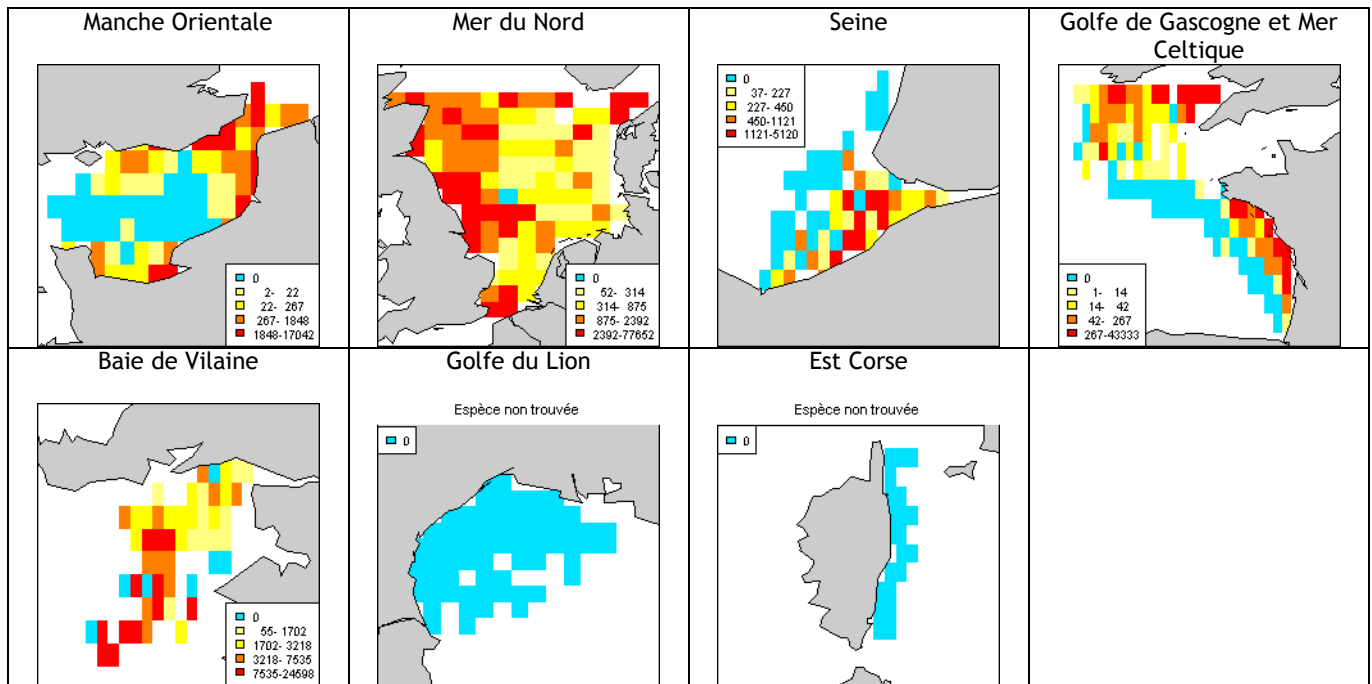 Manche Orientale
0
2- 22
22- 267
267-1848
1848-17042
Mer du Nord
0
52- 314
314- 875
875-2392
2392-77652
Seine
0
37- 227
227- 450
450-1121
1121-5120
Golfe de Gascogne et Mer
Celtique
0
1- 14
14- 42
42- 267
267-43333
Baie de Vilaine
0
55- 1702
1702- 3218
3218- 7535
7535-24598
Golfe du Lion
Espèce non trouvée
0
Est Corse
Espèce non trouvée
0